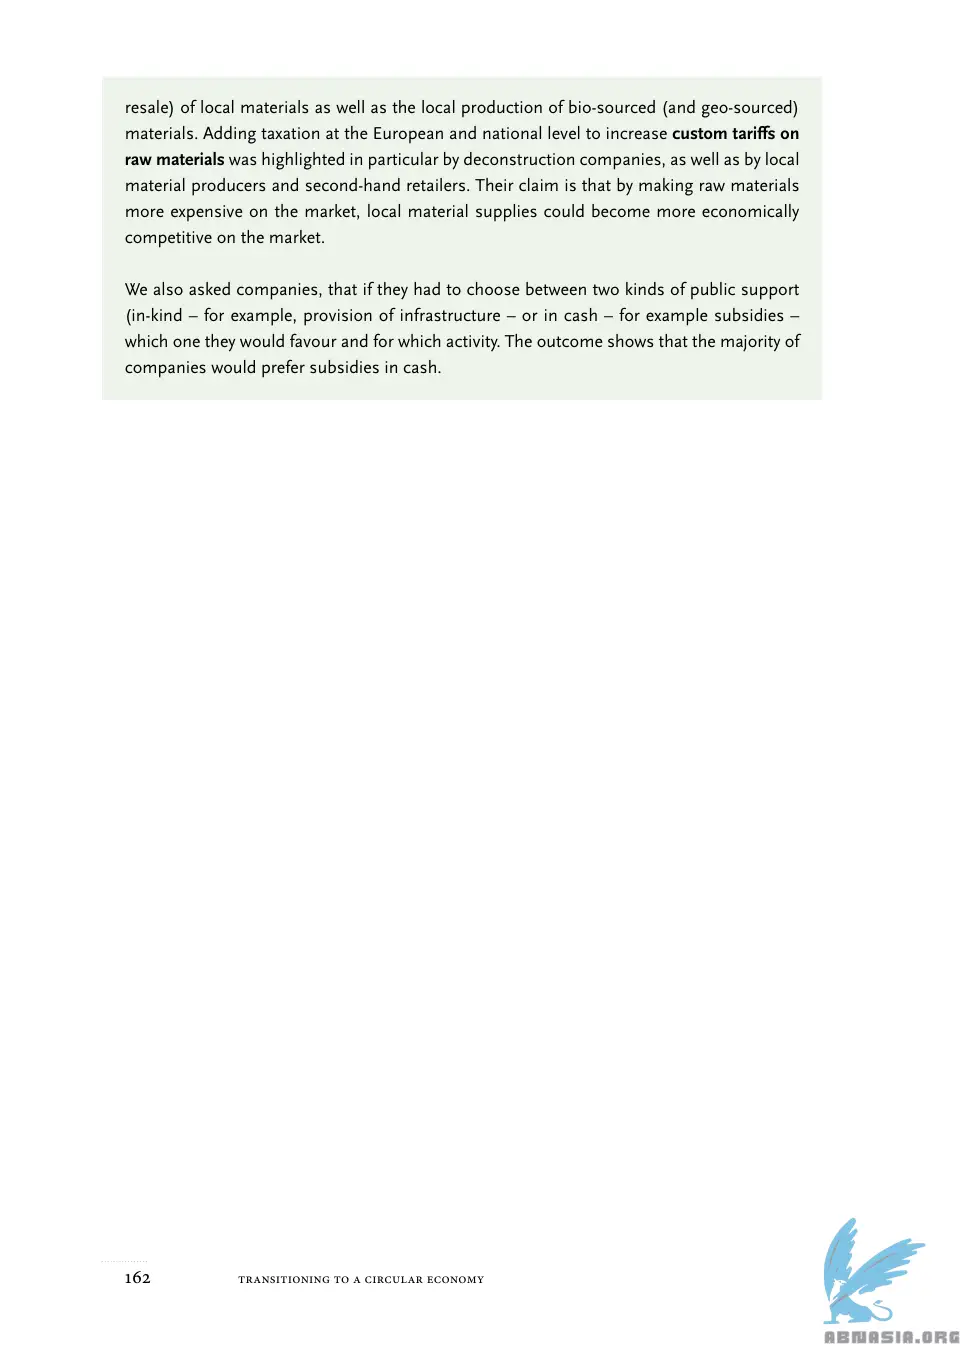 resale) of local materials as well as the local production of bio-sourced (and geo-sourced)
materials. Adding taxation at the European and national level to increase custom tariffs on
raw materials was highlighted in particular by deconstruction companies, as well as by local
material producers and second-hand retailers. Their claim is that by making raw materials
more expensive on the market, local material supplies could become more economically
competitive on the market.
We also asked companies, that if they had to choose between two kinds of public support
(in-kind – for example, provision of infrastructure – or in cash – for example subsidies –
which one they would favour and for which activity. The outcome shows that the majority of
companies would prefer subsidies in cash.
162 TRANSITIONING TO A CIRCULAR ECONOMY
ABNASIA.ORG